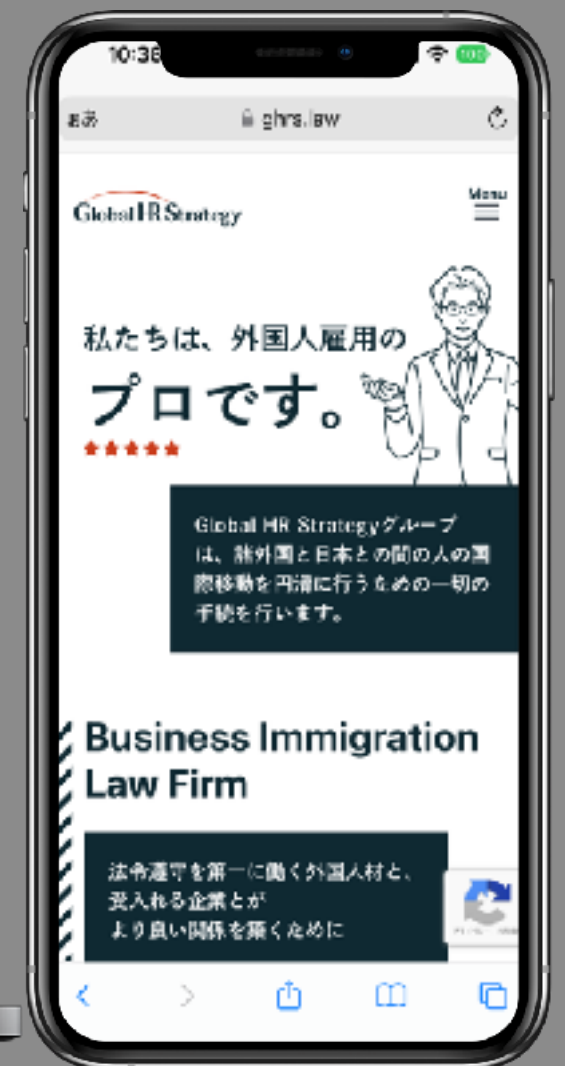 10:38
100
ああ
ghrs.law
Global HR Strategy
Menu
私たちは、外国人雇用の
プロです。
Global HR Strategyグループ
は、諸外国と日本との間の人の国
際移動を円滑に行うための一切の
手続を行います。
Business Immigration
Law Firm
法令遵守を第一に働く外国人材と、
受入れる企業とが
より良い関係を築くために